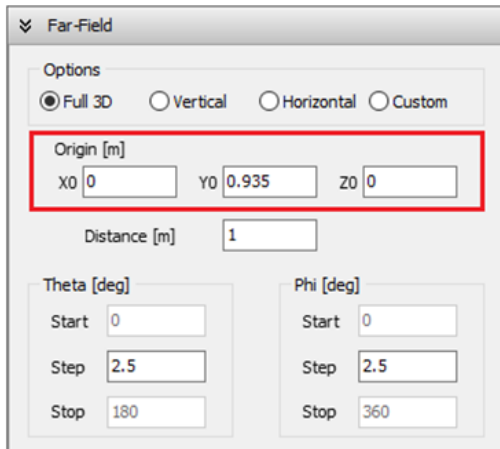 Far-Field
Options
Full 3D Vertical Horizontal Custom
Origin [m]
X0 0 Y0 0.935 Z0 0
Distance [m] 1
Theta [deg] Phi [deg]
Start 0 Start 0
Step 2.5 Step 2.5
Stop 180 Stop 360